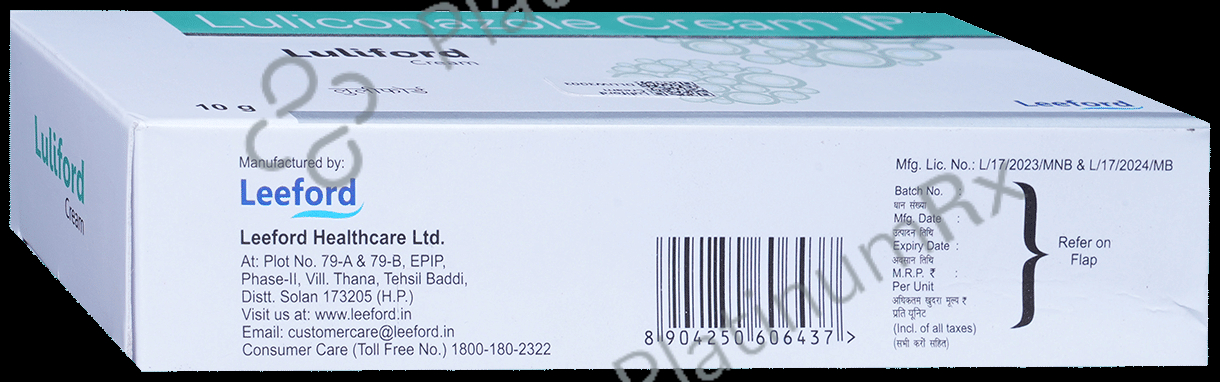 Luliconazole Cream IP
Luliford
Cream
लुलीफोर्ड
10 g
Leeford
Luliford
Cream
Manufactured by:
Leeford
Leeford Healthcare Ltd.
At: Plot No. 79-A & 79-B, EPIP,
Phase-II, Vill. Thana, Tehsil Baddi,
Distt. Solan 173205 (H.P.)
Visit us at: www.leeford.in
Email: customercare@leeford.in
Consumer Care (Toll Free No.) 1800-180-2322
8 904250 606437 >
Mfg. Lic. No.: L/17/2023/MNB & L/17/2024/MB
Batch No. :
घान संख्या
Mfg. Date :
उत्पादन तिथि
Expiry Date :
अवसान तिथि
M.R.P. ₹ :
Per Unit
अधिकतम खुदरा मूल्य ₹
प्रति यूनिट
(Incl. of all taxes)
(सभी करों सहित)
Refer on
Flap
PlatinumRx
PlatinumRx